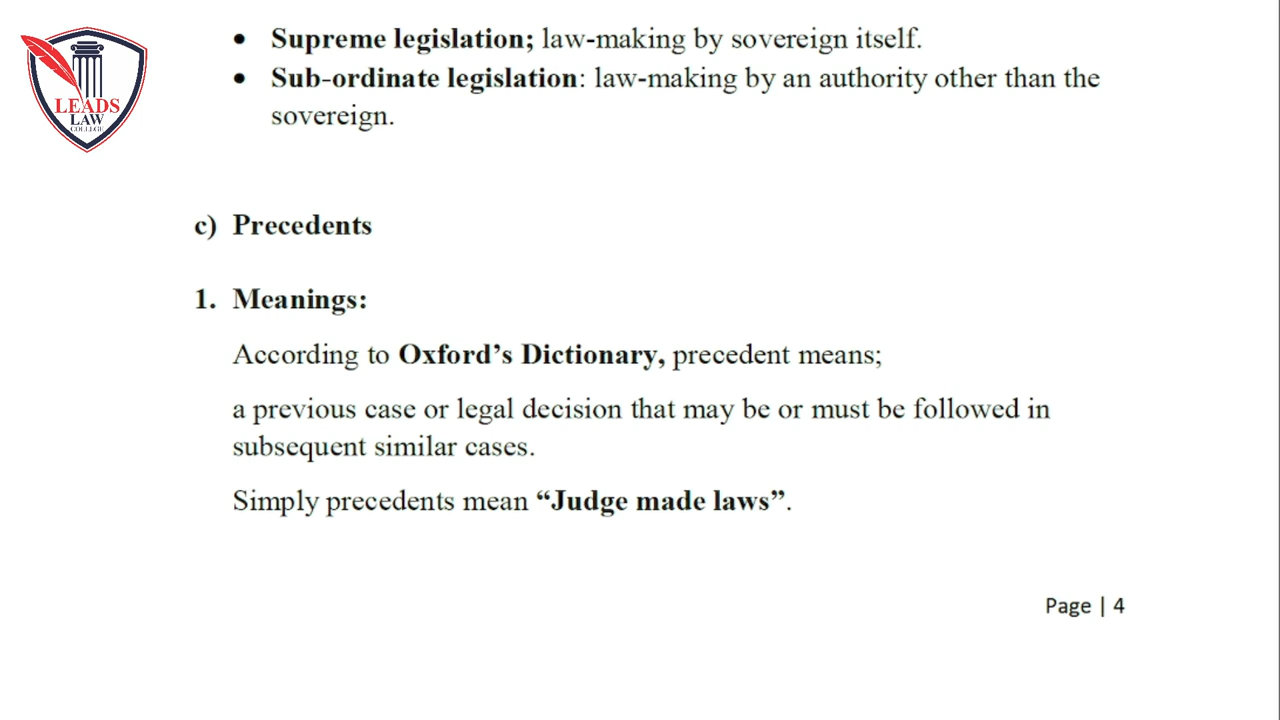 LEADS
LAW
COLLEGE
• Supreme legislation; law-making by sovereign itself.
• Sub-ordinate legislation: law-making by an authority other than the
sovereign.
c) Precedents
1. Meanings:
According to Oxford’s Dictionary, precedent means;
a previous case or legal decision that may be or must be followed in
subsequent similar cases.
Simply precedents mean “Judge made laws”.
Page | 4